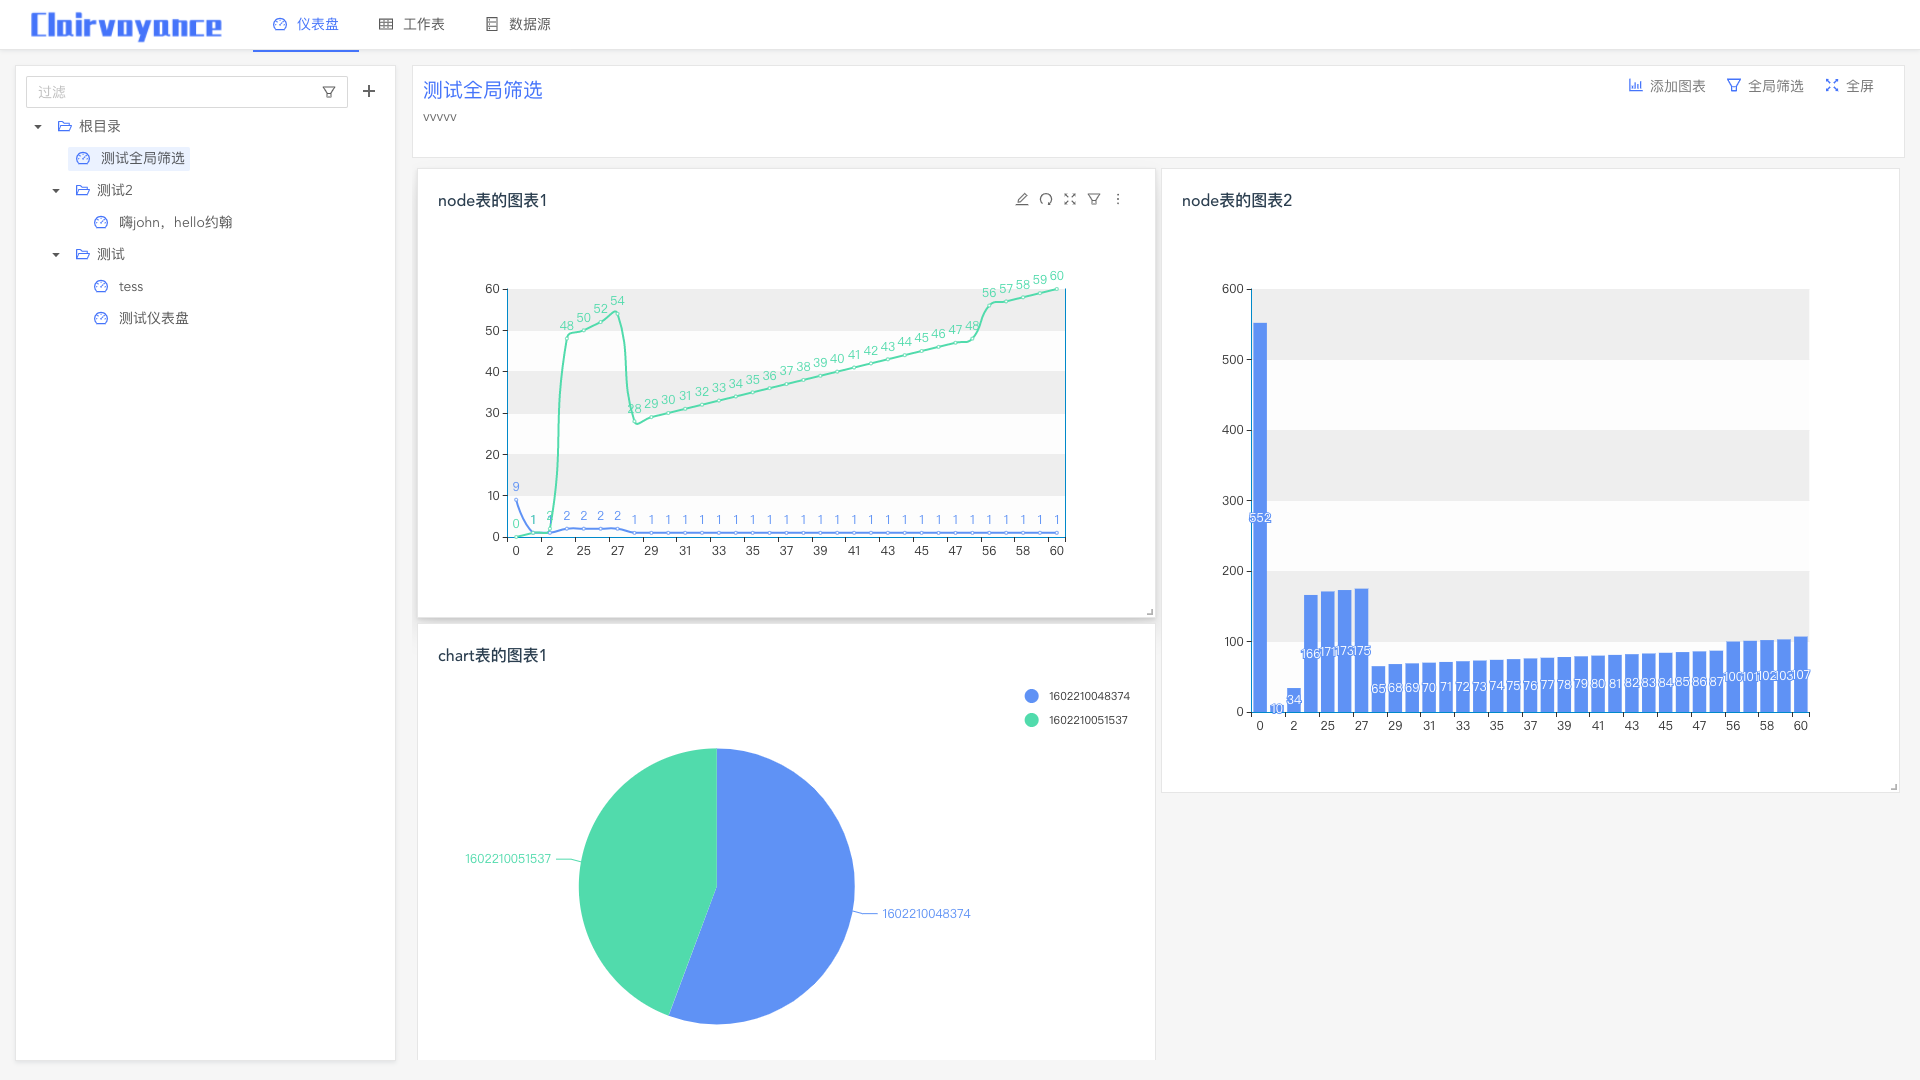 Clairvoyance 仪表盘 工作表 数据源
过滤
根目录
测试全局筛选
测试2
嗨john，hello约翰
测试
tess
测试仪表盘
测试全局筛选
vvvvv
添加图表 全局筛选 全屏
node表的图表1
60
50
40
30
20
10
0
0 1 2 48 50 52 54 28 29 30 31 32 33 34 35 36 37 38 39 40 41 42 43 44 45 46 47 48 56 57 58 59 60
9 1 2 2 2 2 2 1 1 1 1 1 1 1 1 1 1 1 1 1 1 1 1 1 1 1 1 1 1 1 1 1 1
0 2 25 27 29 31 33 35 37 39 41 43 45 47 56 58 60
node表的图表2
600
500
400
300
200
100
0
552 10 34 166 171 173 175 65 68 69 70 71 72 73 74 75 76 77 78 79 80 81 82 83 84 85 86 87 100 101 102 103 107
0 2 25 27 29 31 33 35 37 39 41 43 45 47 56 58 60
chart表的图表1
1602210048374
1602210051537
1602210051537
1602210048374